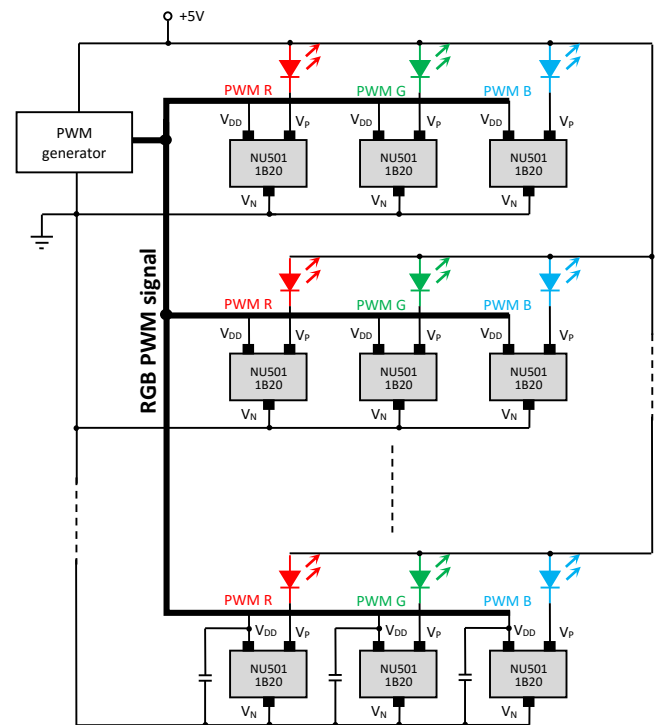 +5V
PWM R
PWM G
PWM B
PWM
generator
VDD
VP
VDD
VP
VDD
VP
NU501
1B20
NU501
1B20
NU501
1B20
VN
VN
VN
RGB PWM signal
PWM R
PWM G
PWM B
VDD
VP
VDD
VP
VDD
VP
NU501
1B20
NU501
1B20
NU501
1B20
VN
VN
VN
PWM R
PWM G
PWM B
VDD
VP
VDD
VP
VDD
VP
NU501
1B20
NU501
1B20
NU501
1B20
VN
VN
VN